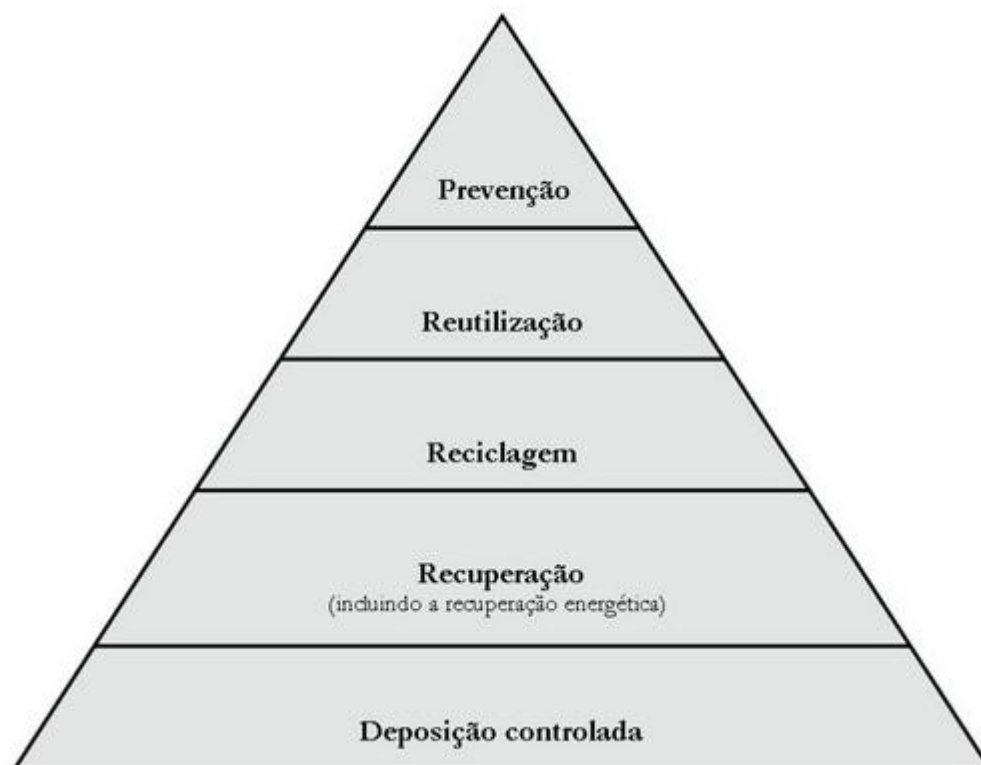 Prevenção
Reutilização
Reciclagem
Recuperação
(incluindo a recuperação energética)
Deposição controlada